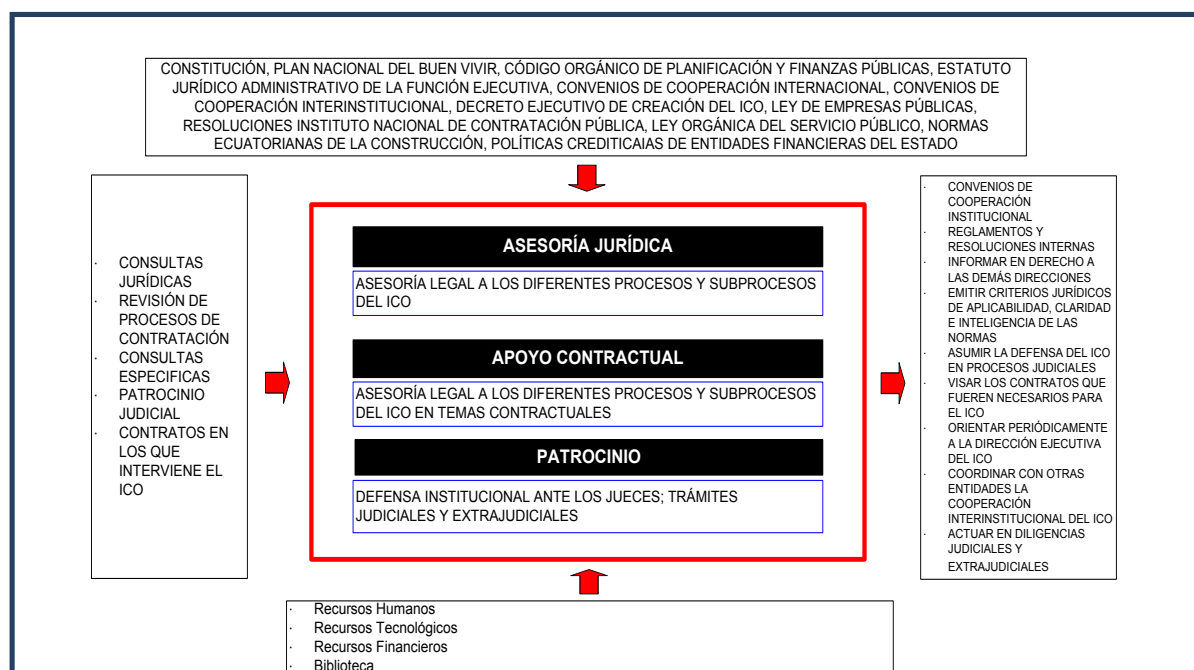 CONSTITUCIÓN, PLAN NACIONAL DEL BUEN VIVIR, CÓDIGO ORGÁNICO DE PLANIFICACIÓN Y FINANZAS PÚBLICAS, ESTATUTO
JURÍDICO ADMINISTRATIVO DE LA FUNCIÓN EJECUTIVA, CONVENIOS DE COOPERACIÓN INTERNACIONAL, CONVENIOS DE
COOPERACIÓN INTERINSTITUCIONAL, DECRETO EJECUTIVO DE CREACIÓN DEL ICO, LEY DE EMPRESAS PÚBLICAS,
RESOLUCIONES INSTITUTO NACIONAL DE CONTRATACIÓN PÚBLICA, LEY ORGÁNICA DEL SERVICIO PÚBLICO, NORMAS
ECUATORIANAS DE LA CONSTRUCCIÓN, POLÍTICAS CREDITICAIAS DE ENTIDADES FINANCIERAS DEL ESTADO
· CONSULTAS
JURÍDICAS
· REVISIÓN DE
PROCESOS DE
CONTRATACIÓN
· CONSULTAS
ESPECIFICAS
· PATROCINIO
JUDICIAL
· CONTRATOS EN
LOS QUE
INTERVIENE EL
ICO
ASESORÍA JURÍDICA
ASESORÍA LEGAL A LOS DIFERENTES PROCESOS Y SUBPROCESOS
DEL ICO
APOYO CONTRACTUAL
ASESORÍA LEGAL A LOS DIFERENTES PROCESOS Y SUBPROCESOS
DEL ICO EN TEMAS CONTRACTUALES
PATROCINIO
DEFENSA INSTITUCIONAL ANTE LOS JUECES; TRÁMITES
JUDICIALES Y EXTRAJUDICIALES
· CONVENIOS DE
COOPERACIÓN
INSTITUCIONAL
· REGLAMENTOS Y
RESOLUCIONES INTERNAS
· INFORMAR EN DERECHO A
LAS DEMÁS DIRECCIONES
· EMITIR CRITERIOS JURÍDICOS
DE APLICABILIDAD, CLARIDAD
E INTELIGENCIA DE LAS
NORMAS
· ASUMIR LA DEFENSA DEL ICO
EN PROCESOS JUDICIALES
· VISAR LOS CONTRATOS QUE
FUEREN NECESARIOS PARA
EL ICO
· ORIENTAR PERIÓDICAMENTE
A LA DIRECCIÓN EJECUTIVA
DEL ICO
· COORDINAR CON OTRAS
ENTIDADES LA
COOPERACIÓN
INTERINSTITUCIONAL DEL ICO
· ACTUAR EN DILIGENCIAS
JUDICIALES Y
EXTRAJUDICIALES
· Recursos Humanos
· Recursos Tecnológicos
· Recursos Financieros
· Biblioteca